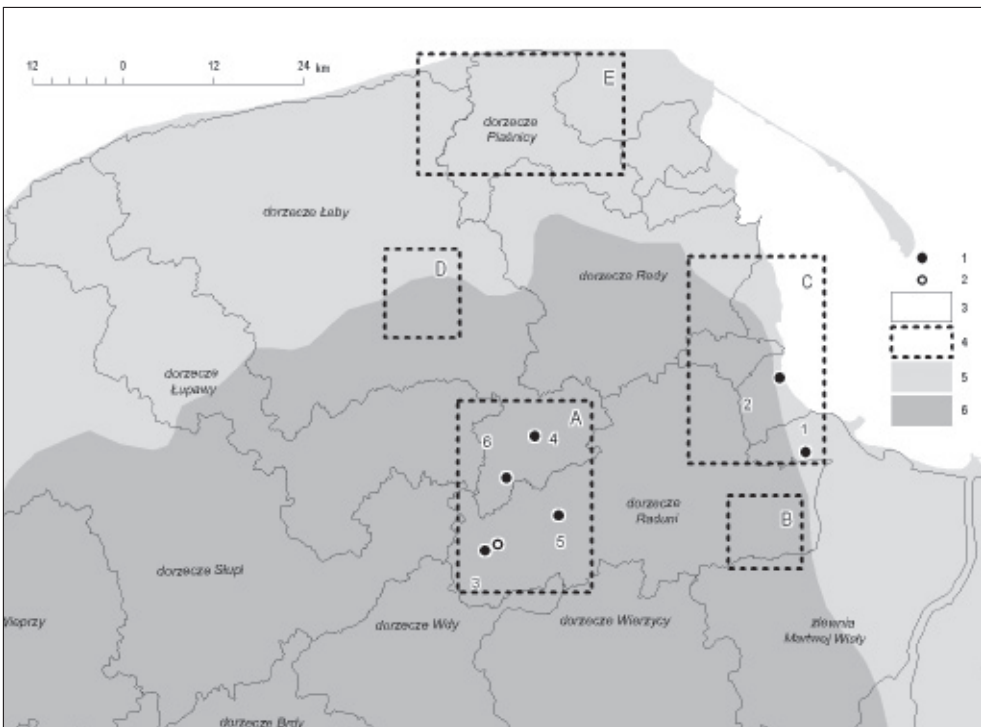 12 0 12 24 km
E
dorzecze
Piaśnicy
dorzecze Łeby
D
dorzecze Redy
C
1
2
3
4
5
6
dorzecze
Łupawy
2
A
6
4
1
dorzecze
Raduni
B
5
3
dorzecze Słupi
dorzecze Wdy
dorzecze Wierzycy
zlewnia
Martwej Wisły
Wieprzy
dorzecze Brdy